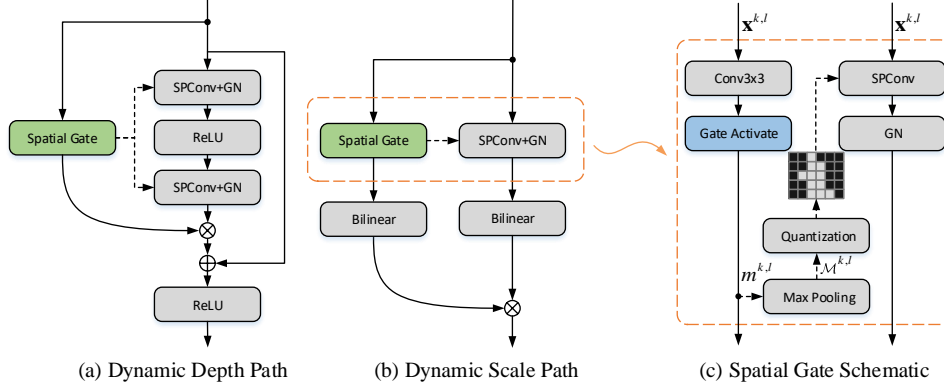 SPConv+GN
Spatial Gate
ReLU
SPConv+GN
ReLU
(a) Dynamic Depth Path
Spatial Gate
SPConv+GN
Bilinear
Bilinear
(b) Dynamic Scale Path
x^{k,l}
x^{k,l}
Conv3x3
SPConv
Gate Activate
GN
Quantization
m^{k,l}
M^{k,l}
Max Pooling
(c) Spatial Gate Schematic